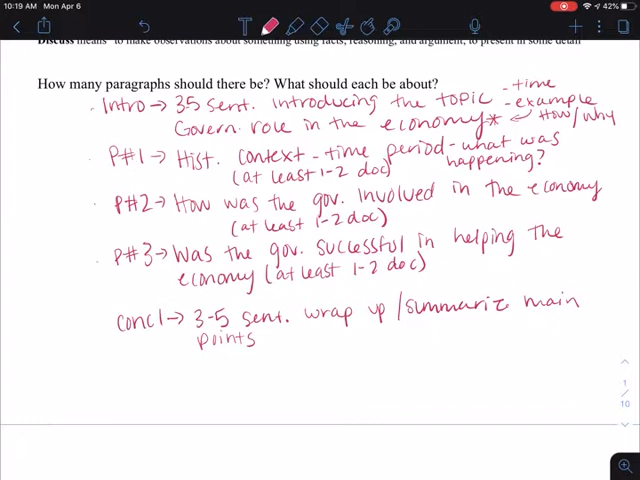 10:19 AM Mon Apr 6
42%
Discuss means "to make observations about something using facts, reasoning, and argument; to present in some detail
How many paragraphs should there be? What should each be about?
- time
Intro → 3-5 sent. Introducing the topic - example
Govern. role in the economy* ← How/Why
P#1 → Hist. context - time period - what was happening?
(at least 1-2 doc)
P#2 → How was the gov. involved in the economy
(at least 1-2 doc)
P#3 → Was the gov. successful in helping the
economy (at least 1-2 doc)
concl → 3-5 sent. wrap up / summariz main
points
1
10